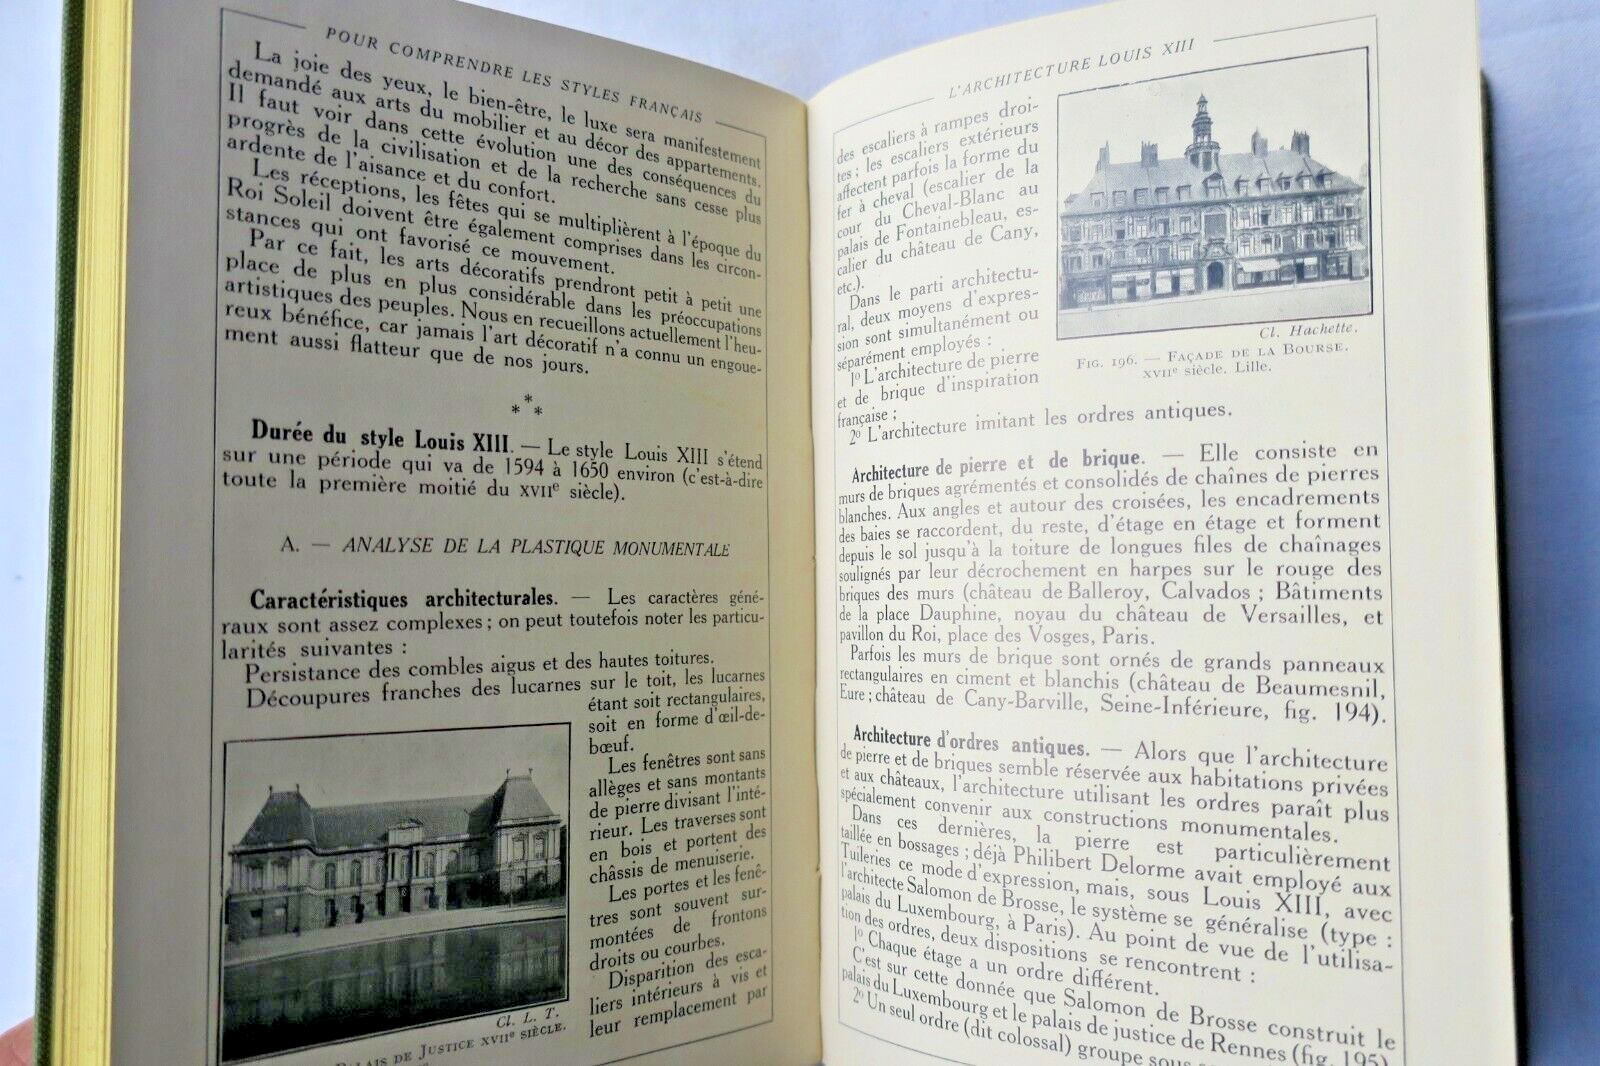 POUR COMPRENDRE LES STYLES FRANÇAIS
La joie des yeux, le bien-être, le luxe sera manifestement
demandé aux arts du mobilier et au décor des appartements.
Il faut voir dans cette évolution une des conséquences du
progrès de la civilisation et de la recherche sans cesse plus
ardente de l'aisance et du confort.
Les réceptions, les fêtes qui se multiplièrent à l'époque du
Roi Soleil doivent être également comprises dans les circon-
stances qui ont favorisé ce mouvement.
Par ce fait, les arts décoratifs prendront petit à petit une
place de plus en plus considérable dans les préoccupations
artistiques des peuples. Nous en recueillons actuellement l'heu-
reux bénéfice, car jamais l'art décoratif n'a connu un engoue-
ment aussi flatteur que de nos jours.
*
* *
Durée du style Louis XIII. — Le style Louis XIII s'étend
sur une période qui va de 1594 à 1650 environ (c'est-à-dire
toute la première moitié du XVIIe siècle).
A. — ANALYSE DE LA PLASTIQUE MONUMENTALE
Caractéristiques architecturales. — Les caractères géné-
raux sont assez complexes ; on peut toutefois noter les particu-
larités suivantes :
Persistance des combles aigus et des hautes toitures.
Découpures franches des lucarnes sur le toit, les lucarnes
étant soit rectangulaires,
soit en forme d'œil-de-
bœuf.
Les fenêtres sont sans
allèges et sans montants
de pierre divisant l'inté-
rieur. Les traverses sont
en bois et portent des
châssis de menuiserie.
Les portes et les fenê-
tres sont souvent sur-
montées de frontons
droits ou courbes.
Disparition des esca-
liers intérieurs à vis et
leur remplacement par
Cl. L. T.
PALAIS DE JUSTICE XVIIe SIÈCLE.
L'ARCHITECTURE LOUIS XIII
des escaliers à rampes droi-
tes ; les escaliers extérieurs
affectent parfois la forme du
fer à cheval (escalier de la
cour du Cheval-Blanc au
palais de Fontainebleau, es-
calier du château de Cany,
etc.).
Dans le parti architectu-
ral, deux moyens d'expres-
sion sont simultanément ou
séparément employés :
1º L'architecture de pierre
et de brique d'inspiration
française ;
2º L'architecture imitant les ordres antiques.
Cl. Hachette.
FIG. 196. — FAÇADE DE LA BOURSE.
XVIIe siècle. Lille.
Architecture de pierre et de brique. — Elle consiste en
murs de briques agrémentés et consolidés de chaînes de pierres
blanches. Aux angles et autour des croisées, les encadrements
des baies se raccordent, du reste, d'étage en étage et forment
depuis le sol jusqu'à la toiture de longues files de chaînages
soulignés par leur décrochement en harpes sur le rouge des
briques des murs (château de Balleroy, Calvados ; Bâtiments
de la place Dauphine, noyau du château de Versailles, et
pavillon du Roi, place des Vosges, Paris.
Parfois les murs de brique sont ornés de grands panneaux
rectangulaires en ciment et blanchis (château de Beaumesnil,
Eure ; château de Cany-Barville, Seine-Inférieure, fig. 194).
Architecture d'ordres antiques. — Alors que l'architecture
de pierre et de briques semble réservée aux habitations privées
et aux châteaux, l'architecture utilisant les ordres paraît plus
spécialement convenir aux constructions monumentales.
Dans ces dernières, la pierre est particulièrement
taillée en bossages ; déjà Philibert Delorme avait employé aux
Tuileries ce mode d'expression, mais, sous Louis XIII, avec
l'architecte Salomon de Brosse, le système se généralise (type :
palais du Luxembourg, à Paris). Au point de vue de l'utilisa-
tion des ordres, deux dispositions se rencontrent :
1º Chaque étage a un ordre différent.
C'est sur cette donnée que Salomon de Brosse construit le
palais du Luxembourg et le palais de justice de Rennes (fig. 195).
2º Un seul ordre (dit colossal) groupe sous